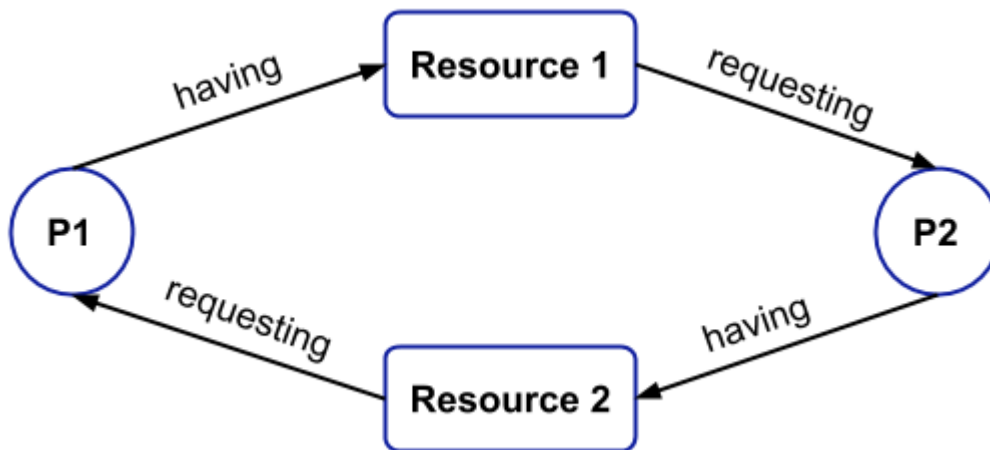 Resource 1
having
requesting
P1
P2
requesting
having
Resource 2